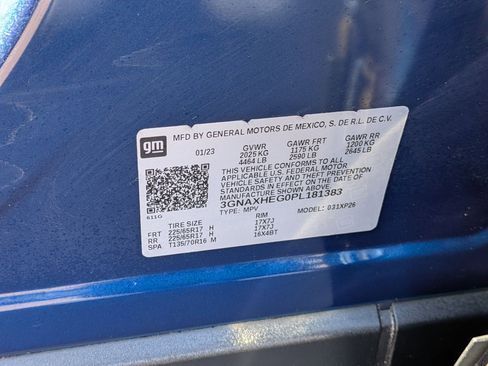 gm
MFD BY GENERAL MOTORS DE MEXICO, S. DE R.L. DE C.V.
01/23 GVWR GAWR FRT GAWR RR
2025 KG 1175 KG 1200 KG
4464 LB 2590 LB 2645 LB
THIS VEHICLE CONFORMS TO ALL
APPLICABLE U.S. FEDERAL MOTOR
VEHICLE SAFETY AND THEFT PREVENTION
STANDARDS IN EFFECT ON THE DATE OF
MANUFACTURE SHOWN ABOVE.
3GNAXHEG0PL181383
TYPE: MPV 031XP26
611G
TIRE SIZE RIM
FRT 225/65R17 H 17X7J
RR 225/65R17 H 17X7J
SPA T135/70R16 M 16X4BT